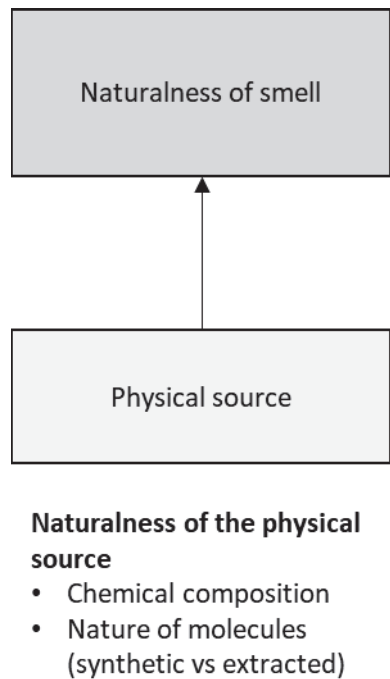 Naturalness of smell
Physical source
Naturalness of the physical
source
• Chemical composition
• Nature of molecules
(synthetic vs extracted)